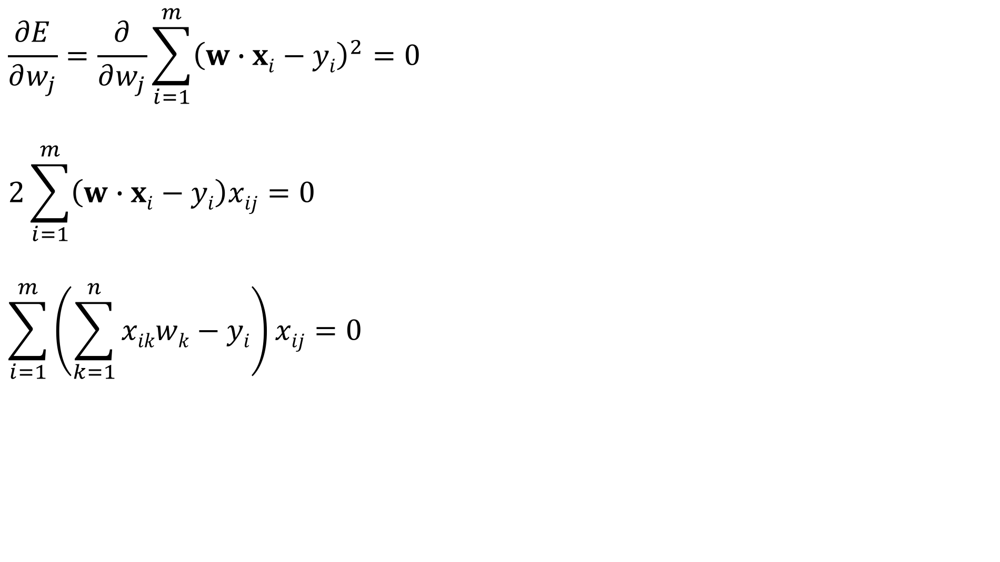 ∂E/∂w_j = ∂/∂w_j ∑_{i=1}^{m} (𝐰 · 𝐱_i − y_i)² = 0
2 ∑_{i=1}^{m} (𝐰 · 𝐱_i − y_i) x_{ij} = 0
∑_{i=1}^{m} (∑_{k=1}^{n} x_{ik} w_k − y_i) x_{ij} = 0